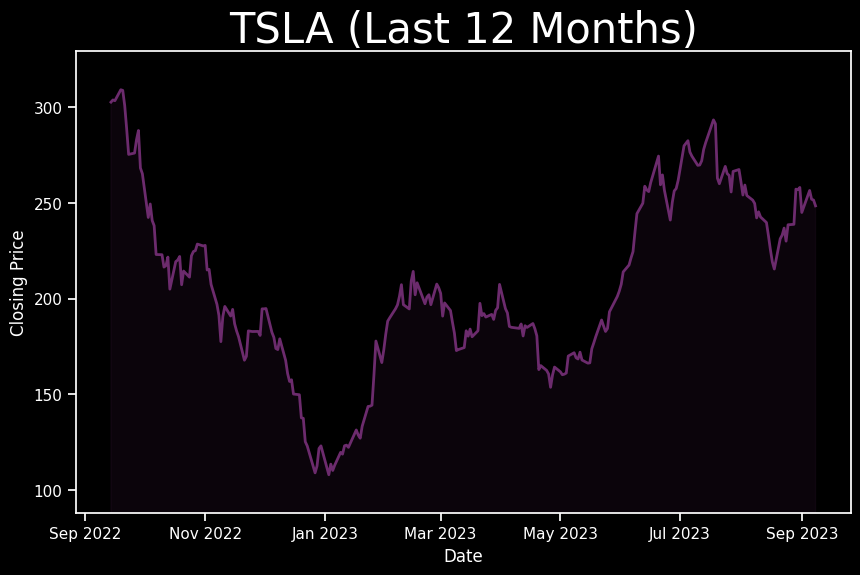 TSLA (Last 12 Months)
Closing Price
300
250
200
150
100
Sep 2022 Nov 2022 Jan 2023 Mar 2023 May 2023 Jul 2023 Sep 2023
Date